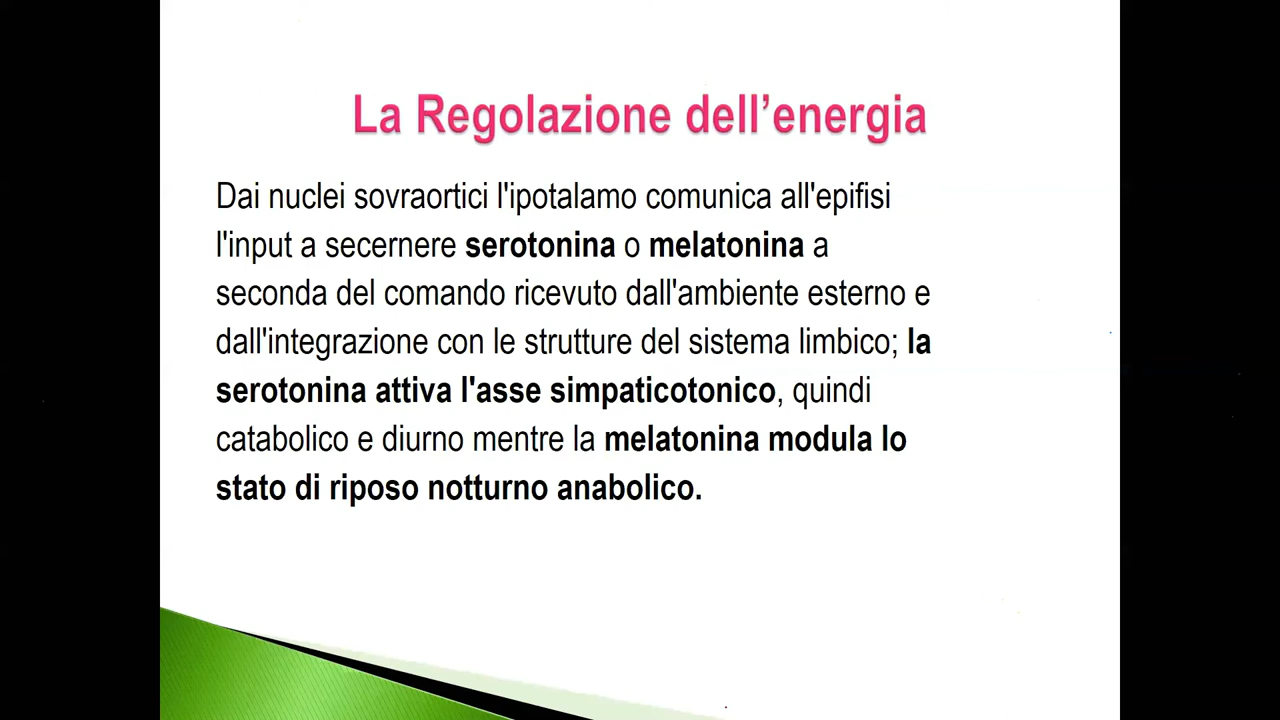 La Regolazione dell’energia
Dai nuclei sovraortici l'ipotalamo comunica all'epifisi
l'input a secernere serotonina o melatonina a
seconda del comando ricevuto dall'ambiente esterno e
dall'integrazione con le strutture del sistema limbico; la
serotonina attiva l'asse simpaticotonico, quindi
catabolico e diurno mentre la melatonina modula lo
stato di riposo notturno anabolico.